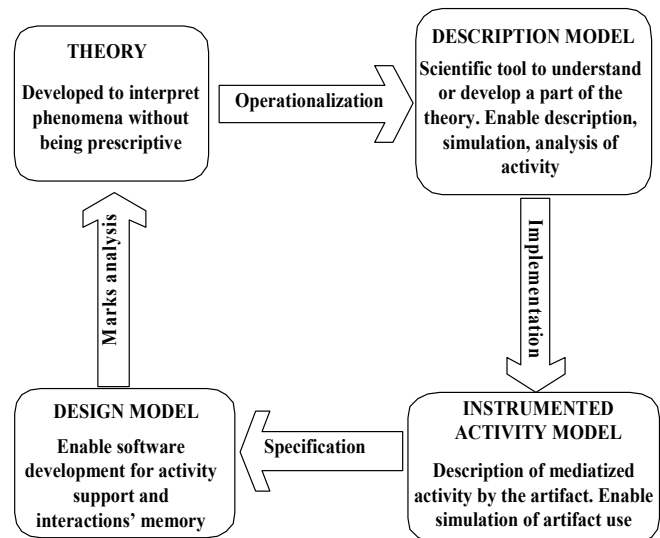 THEORY
Developed to interpret
phenomena without
being prescriptive
Operationalization
DESCRIPTION MODEL
Scientific tool to understand
or develop a part of the
theory. Enable description,
simulation, analysis of
activity
Marks analysis
Implementation
DESIGN MODEL
Enable software
development for activity
support and
interactions’ memory
Specification
INSTRUMENTED
ACTIVITY MODEL
Description of mediatized
activity by the artifact. Enable
simulation of artifact use